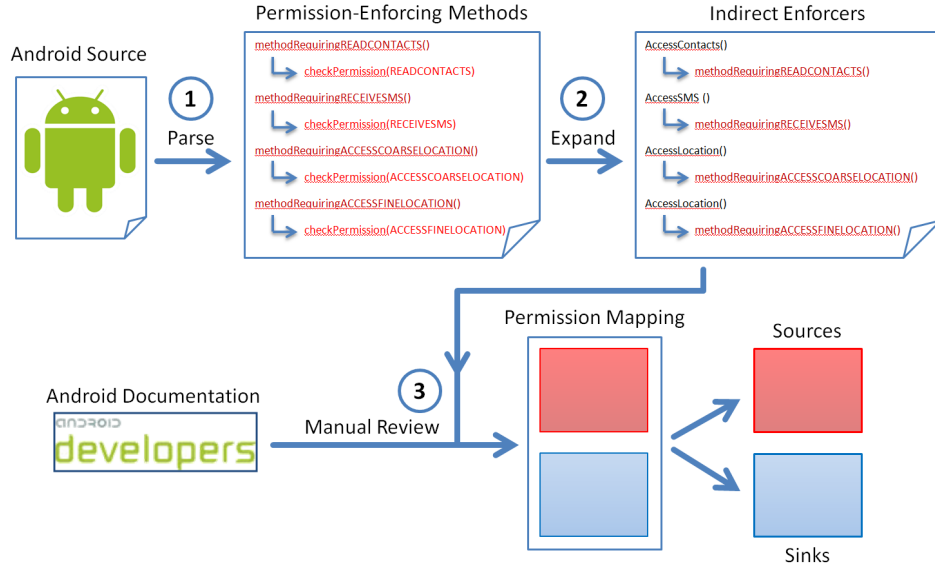 Android Source
1
Parse
Permission-Enforcing Methods
methodRequiringREADCONTACTS()
checkPermission(READCONTACTS)
methodRequiringRECEIVESMS()
checkPermission(RECEIVESMS)
methodRequiringACCESSCOARSELOCATION()
checkPermission(ACCESSCOARSELOCATION)
methodRequiringACCESSFINELOCATION()
checkPermission(ACCESSFINELOCATION)
2
Expand
Indirect Enforcers
AccessContacts()
methodRequiringREADCONTACTS()
AccessSMS ()
methodRequiringRECEIVESMS()
AccessLocation()
methodRequiringACCESSCOARSELOCATION()
AccessLocation()
methodRequiringACCESSFINELOCATION()
Android Documentation
ANDROID
developers
3
Manual Review
Permission Mapping
Sources
Sinks